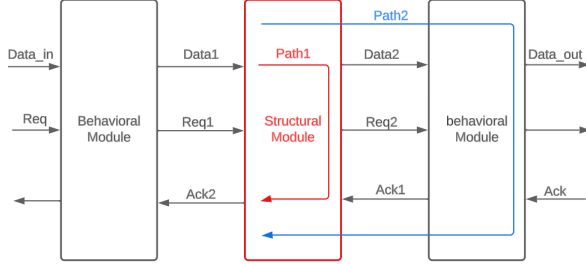 Path2
Data_in
Data1
Path1
Data2
Data_out
Req
Behavioral
Module
Req1
Structural
Module
Req2
behavioral
Module
Ack2
Ack1
Ack